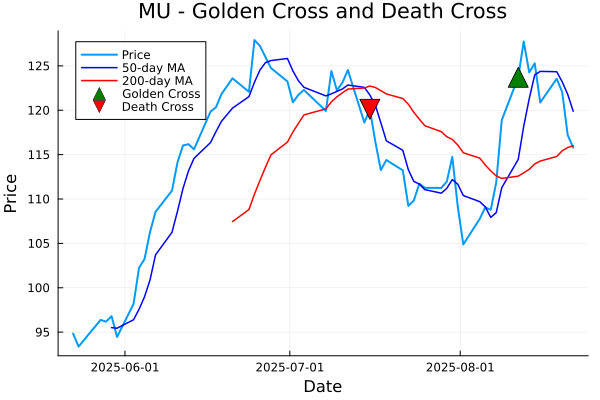 MU - Golden Cross and Death Cross
Price
50-day MA
200-day MA
Golden Cross
Death Cross
Price
125
120
115
110
105
100
95
2025-06-01
2025-07-01
2025-08-01
Date